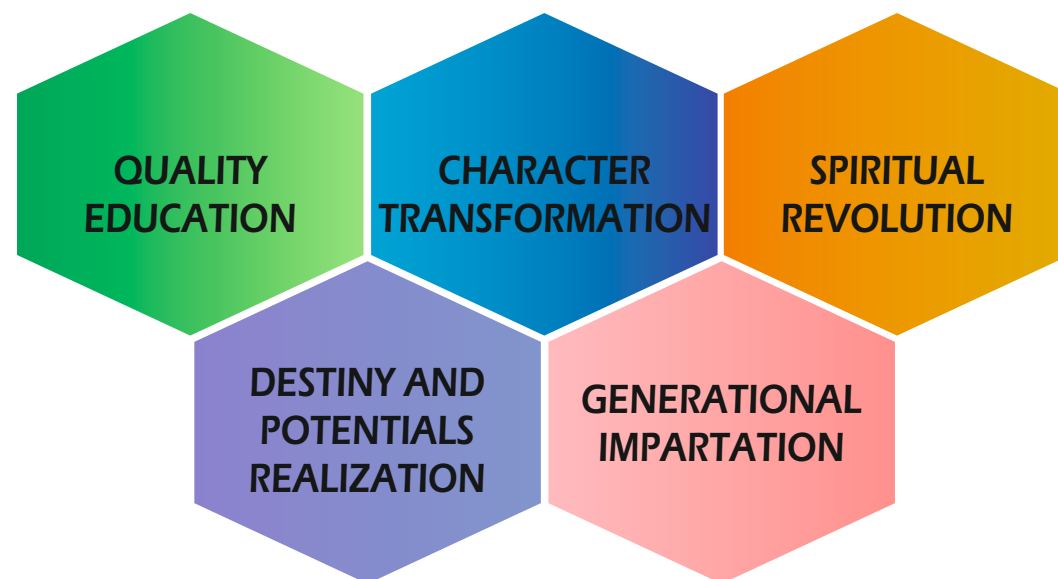 QUALITY
EDUCATION
CHARACTER
TRANSFORMATION
SPIRITUAL
REVOLUTION
DESTINY AND
POTENTIALS
REALIZATION
GENERATIONAL
IMPARTATION